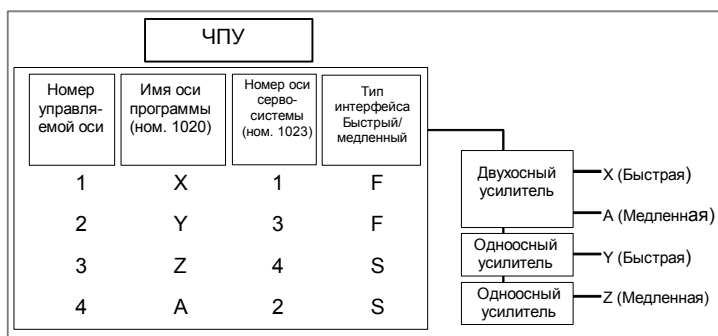 ЧПУ
Номер
управля-
емой оси
Имя оси
программы
(ном. 1020)
Номер оси
серво-
системы
(ном. 1023)
Тип
интерфейса
Быстрый/
медленный
1 X 1 F
2 Y 3 F
3 Z 4 S
4 A 2 S
Двухосный
усилитель
X (Быстрая)
A (Медленная)
Одноосный
усилитель
Y (Быстрая)
Одноосный
усилитель
Z (Медленная)